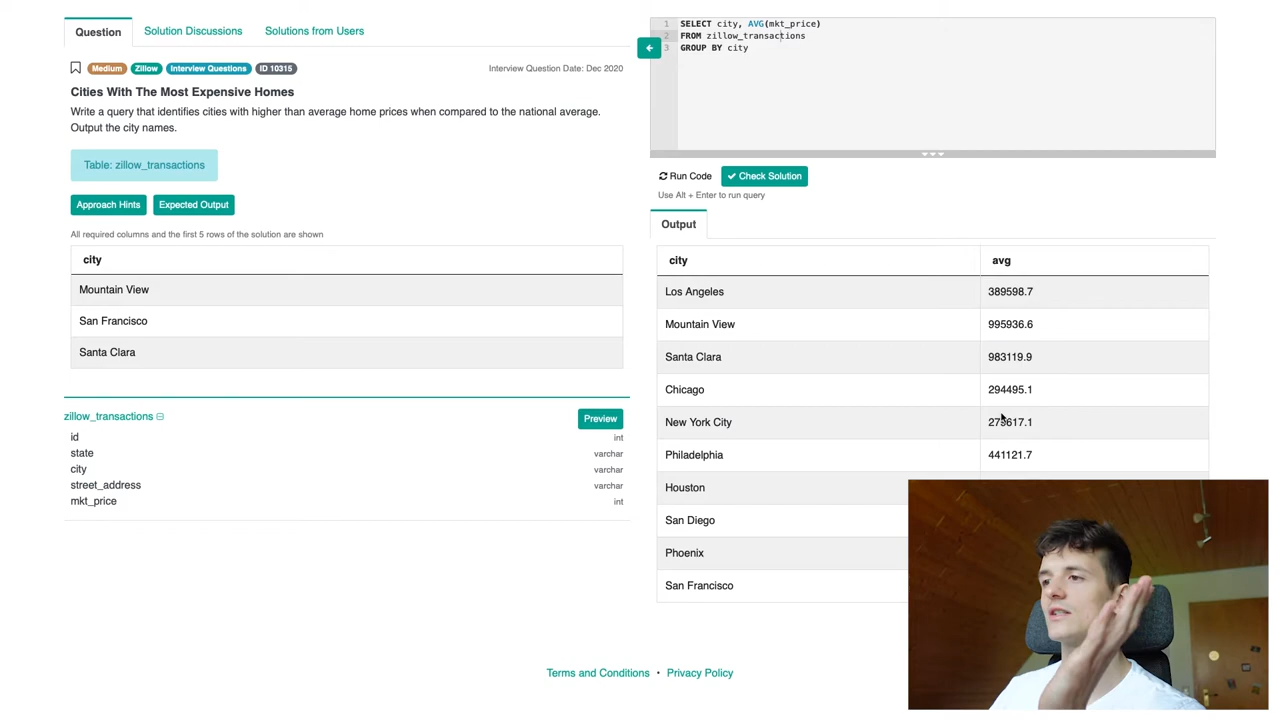 Question
Solution Discussions
Solutions from Users
Medium Zillow Interview Questions ID 10315
Interview Question Date: Dec 2020
Cities With The Most Expensive Homes
Write a query that identifies cities with higher than average home prices when compared to the national average.
Output the city names.
Table: zillow_transactions
Approach Hints
Expected Output
All required columns and the first 5 rows of the solution are shown
city
Mountain View
San Francisco
Santa Clara
zillow_transactions
Preview
id int
state varchar
city varchar
street_address varchar
mkt_price int
1 SELECT city, AVG(mkt_price)
2 FROM zillow_transactions
3 GROUP BY city
Run Code
Check Solution
Use Alt + Enter to run query
Output
city avg
Los Angeles 389598.7
Mountain View 995936.6
Santa Clara 983119.9
Chicago 294495.1
New York City
Philadelphia 441121.7
Houston
San Diego
Phoenix
San Francisco
Terms and Conditions • Privacy Policy